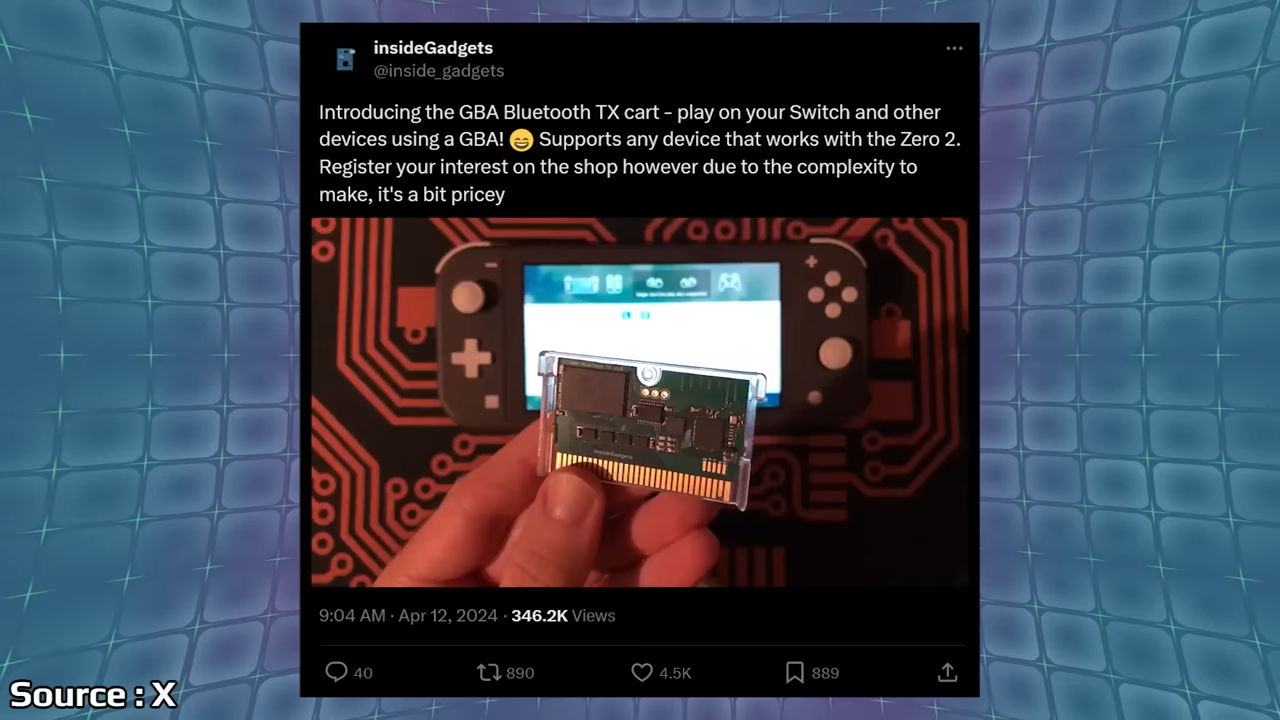 insideGadgets
@inside_gadgets
Introducing the GBA Bluetooth TX cart - play on your Switch and other
devices using a GBA! 😄 Supports any device that works with the Zero 2.
Register your interest on the shop however due to the complexity to
make, it's a bit pricey
insideGadgets
9:04 AM · Apr 12, 2024 · 346.2K Views
40 890 4.5K 889
Source : X